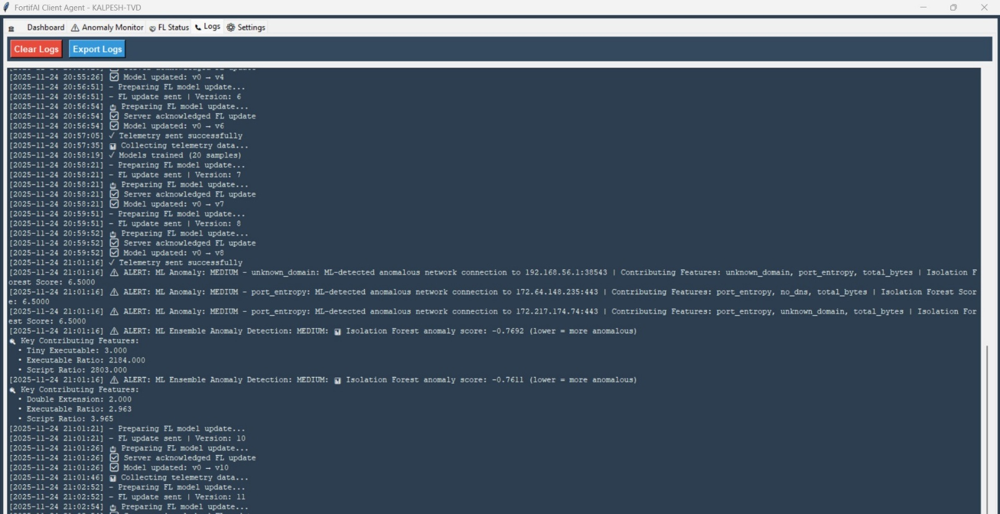 FortifAI Client Agent - KALPESH-TVD
Dashboard Anomaly Monitor FL Status Logs Settings
Clear Logs Export Logs
[2025-11-24 20:55:26] ☑ Model updated: v0 → v4
[2025-11-24 20:56:51] - Preparing FL model update...
[2025-11-24 20:56:51] - FL update sent | Version: 6
[2025-11-24 20:56:54] Preparing FL model update...
[2025-11-24 20:56:54] ☑ Server acknowledged FL update
[2025-11-24 20:56:54] ☑ Model updated: v0 → v6
[2025-11-24 20:57:05] ✓ Telemetry sent successfully
[2025-11-24 20:57:35] Collecting telemetry data...
[2025-11-24 20:58:19] ✓ Models trained (20 samples)
[2025-11-24 20:58:21] - Preparing FL model update...
[2025-11-24 20:58:21] - FL update sent | Version: 7
[2025-11-24 20:58:21] Preparing FL model update...
[2025-11-24 20:58:21] ☑ Server acknowledged FL update
[2025-11-24 20:58:21] ☑ Model updated: v0 → v7
[2025-11-24 20:59:51] - Preparing FL model update...
[2025-11-24 20:59:51] - FL update sent | Version: 8
[2025-11-24 20:59:52] Preparing FL model update...
[2025-11-24 20:59:52] ☑ Server acknowledged FL update
[2025-11-24 20:59:52] ☑ Model updated: v0 → v8
[2025-11-24 21:01:16] ✓ Telemetry sent successfully
[2025-11-24 21:01:16] ⚠ ALERT: ML Anomaly: MEDIUM - unknown_domain: ML-detected anomalous network connection to 192.168.56.1:38543 | Contributing Features: unknown_domain, port_entropy, total_bytes | Isolation F
orest Score: 6.5000
[2025-11-24 21:01:16] ⚠ ALERT: ML Anomaly: MEDIUM - port_entropy: ML-detected anomalous network connection to 172.64.148.235:443 | Contributing Features: port_entropy, no_dns, total_bytes | Isolation Forest Scor
e: 6.5000
[2025-11-24 21:01:16] ⚠ ALERT: ML Anomaly: MEDIUM - port_entropy: ML-detected anomalous network connection to 172.217.174.74:443 | Contributing Features: port_entropy, unknown_domain, total_bytes | Isolation For
est Score: 6.5000
[2025-11-24 21:01:16] ⚠ ALERT: ML Ensemble Anomaly Detection: MEDIUM: Isolation Forest anomaly score: -0.7692 (lower = more anomalous)
Key Contributing Features:
• Tiny Executable: 3.000
• Executable Ratio: 2184.000
• Script Ratio: 2803.000
[2025-11-24 21:01:16] ⚠ ALERT: ML Ensemble Anomaly Detection: MEDIUM: Isolation Forest anomaly score: -0.7611 (lower = more anomalous)
Key Contributing Features:
• Double Extension: 2.000
• Executable Ratio: 2.963
• Script Ratio: 3.965
[2025-11-24 21:01:21] - Preparing FL model update...
[2025-11-24 21:01:21] - FL update sent | Version: 10
[2025-11-24 21:01:26] Preparing FL model update...
[2025-11-24 21:01:26] ☑ Server acknowledged FL update
[2025-11-24 21:01:26] ☑ Model updated: v0 → v10
[2025-11-24 21:01:46] Collecting telemetry data...
[2025-11-24 21:02:52] - Preparing FL model update...
[2025-11-24 21:02:52] - FL update sent | Version: 11
[2025-11-24 21:02:54] Preparing FL model update...